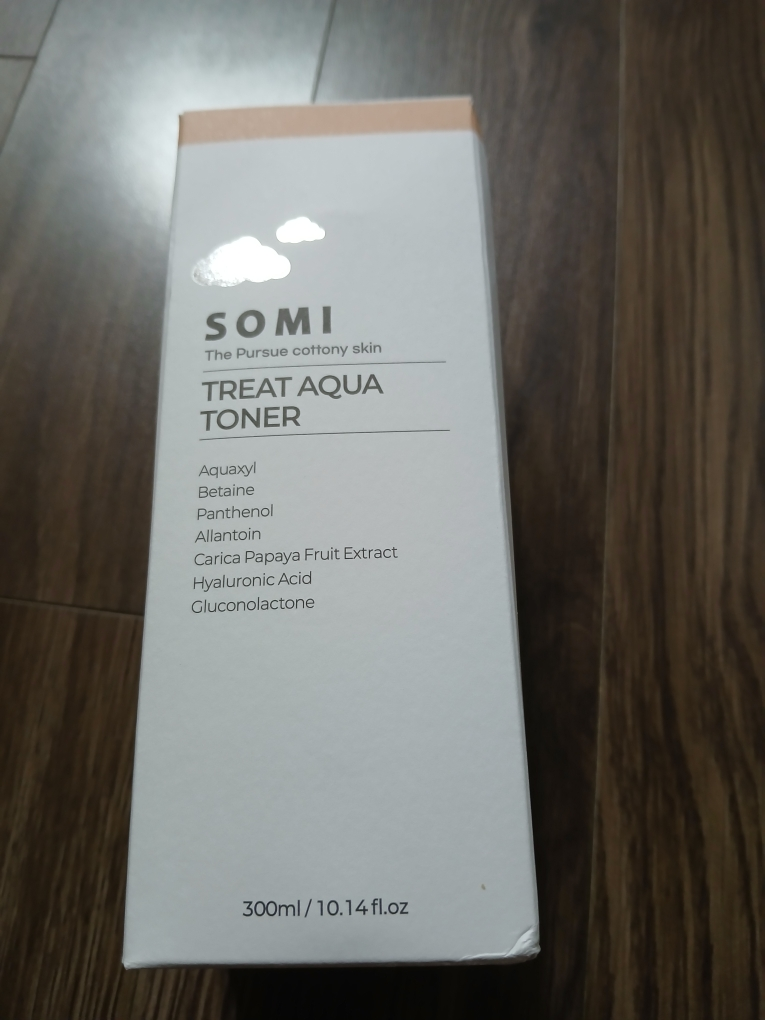 SOMI
The Pursue cottony skin
TREAT AQUA
TONER
Aquaxyl
Betaine
Panthenol
Allantoin
Carica Papaya Fruit Extract
Hyaluronic Acid
Gluconolactone
300ml / 10.14 fl.oz